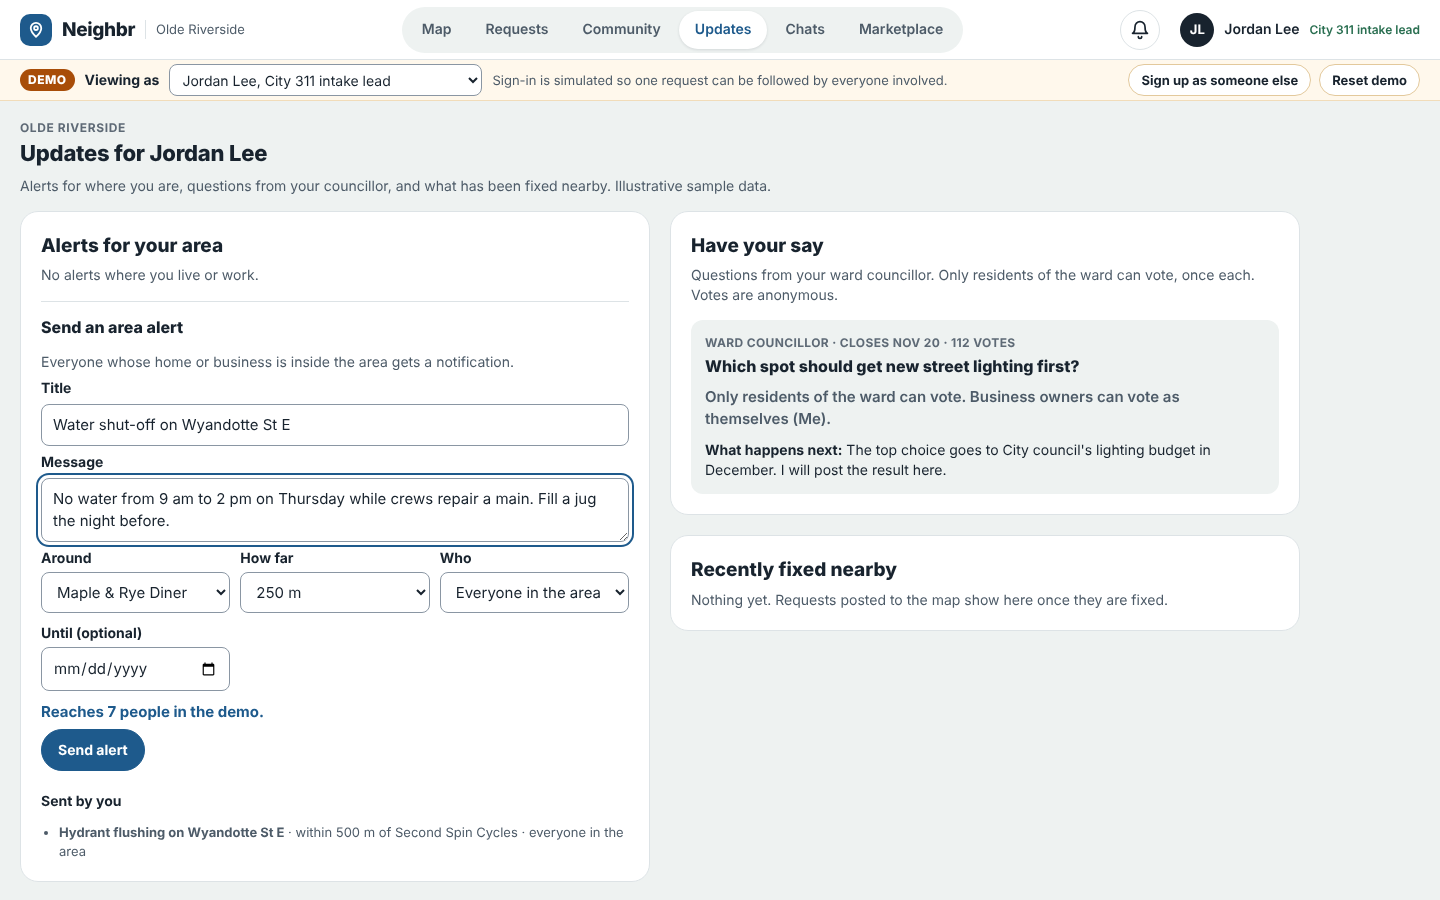 Neighbr
Olde Riverside
Map
Requests
Community
Updates
Chats
Marketplace
JL
Jordan Lee
City 311 intake lead
DEMO
Viewing as
Jordan Lee, City 311 intake lead
Sign-in is simulated so one request can be followed by everyone involved.
Sign up as someone else
Reset demo
OLDE RIVERSIDE
Updates for Jordan Lee
Alerts for where you are, questions from your councillor, and what has been fixed nearby. Illustrative sample data.
Alerts for your area
No alerts where you live or work.
Send an area alert
Everyone whose home or business is inside the area gets a notification.
Title
Water shut-off on Wyandotte St E
Message
No water from 9 am to 2 pm on Thursday while crews repair a main. Fill a jug
the night before.
Around
How far
Who
Maple & Rye Diner
250 m
Everyone in the area
Until (optional)
mm/dd/yyyy
Reaches 7 people in the demo.
Send alert
Sent by you
• Hydrant flushing on Wyandotte St E · within 500 m of Second Spin Cycles · everyone in the
area
Have your say
Questions from your ward councillor. Only residents of the ward can vote, once each.
Votes are anonymous.
WARD COUNCILLOR · CLOSES NOV 20 · 112 VOTES
Which spot should get new street lighting first?
Only residents of the ward can vote. Business owners can vote as
themselves (Me).
What happens next: The top choice goes to City council's lighting budget in
December. I will post the result here.
Recently fixed nearby
Nothing yet. Requests posted to the map show here once they are fixed.